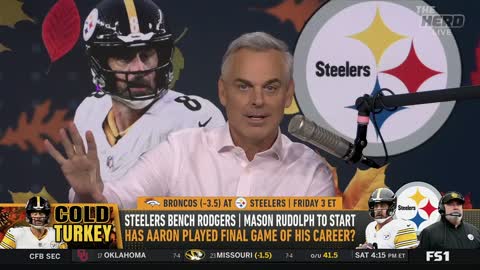 THE
HERD
LIVE
Steelers
8
BRONCOS (-3.5) AT STEELERS | FRIDAY 3 ET
COLD
TURKEY
STEELERS BENCH RODGERS | MASON RUDOLPH TO START
HAS AARON PLAYED FINAL GAME OF HIS CAREER?
CFB SEC 17 OKLAHOMA 74 23 MISSOURI (-1.5) 74 o/u 41.5 SAT 4:15 PM ET FS1